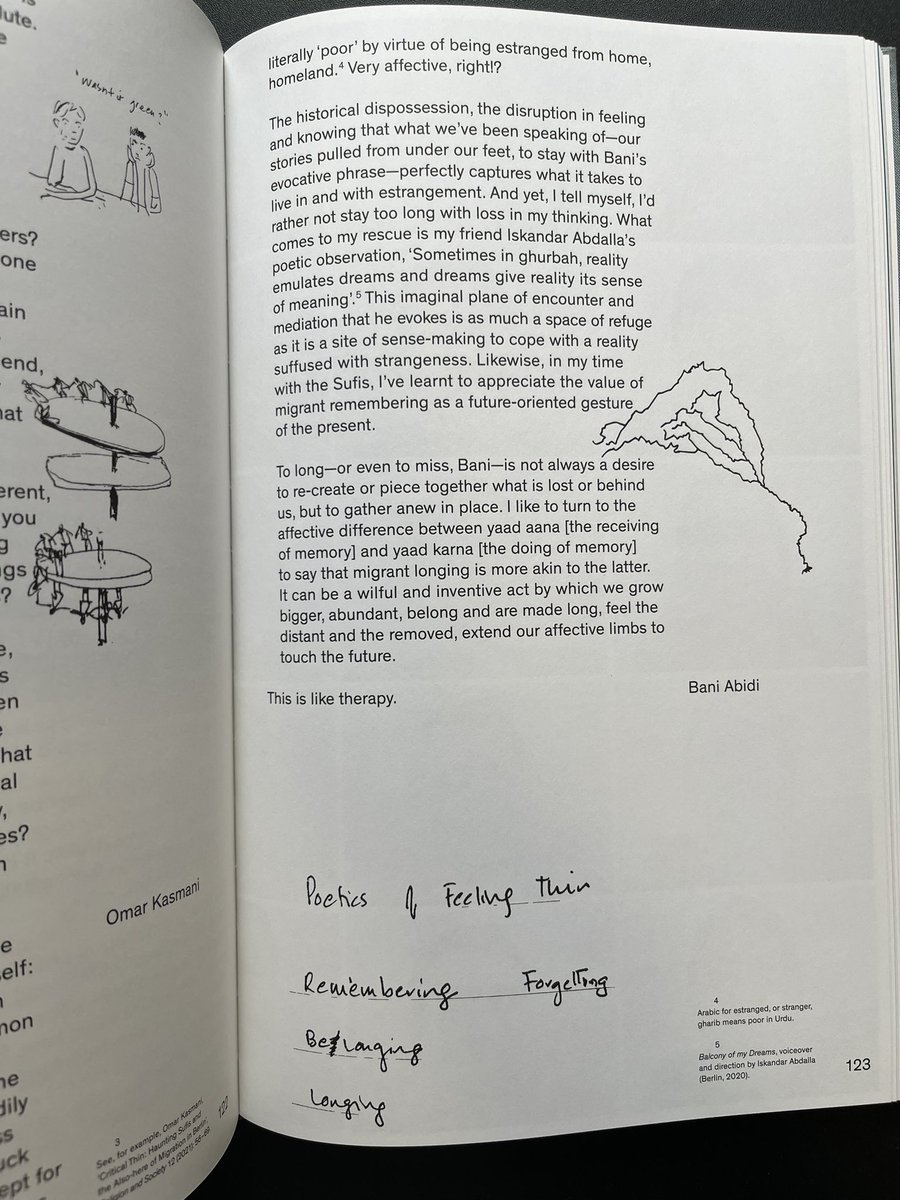 lute.
e
'Wasn't it green?'
ers?
one
ain
end,
hat
erent,
you
g
ngs
?
e,
s
en
e
hat
al
y,
es?
n
Omar Kasmani
e
self:
n
mon
ne
dily
ss
uck
ept for
3
See, for example, Omar Kasmani,
'Critical Thin: Haunting Sufis and
the Also-here of Migration in Berlin',
Religion and Society 12 (2021): 56–69.
122
literally 'poor' by virtue of being estranged from home,
homeland.⁴ Very affective, right!?
The historical dispossession, the disruption in feeling
and knowing that what we've been speaking of—our
stories pulled from under our feet, to stay with Bani's
evocative phrase—perfectly captures what it takes to
live in and with estrangement. And yet, I tell myself, I'd
rather not stay too long with loss in my thinking. What
comes to my rescue is my friend Iskandar Abdalla's
poetic observation, 'Sometimes in ghurbah, reality
emulates dreams and dreams give reality its sense
of meaning'.⁵ This imaginal plane of encounter and
mediation that he evokes is as much a space of refuge
as it is a site of sense-making to cope with a reality
suffused with strangeness. Likewise, in my time
with the Sufis, I've learnt to appreciate the value of
migrant remembering as a future-oriented gesture
of the present.
To long—or even to miss, Bani—is not always a desire
to re-create or piece together what is lost or behind
us, but to gather anew in place. I like to turn to the
affective difference between yaad aana [the receiving
of memory] and yaad karna [the doing of memory]
to say that migrant longing is more akin to the latter.
It can be a wilful and inventive act by which we grow
bigger, abundant, belong and are made long, feel the
distant and the removed, extend our affective limbs to
touch the future.
Bani Abidi
This is like therapy.
Poetics of Feeling Thin
Remembering Forgetting
Belonging
Longing
4
Arabic for estranged, or stranger,
gharib means poor in Urdu.
5
Balcony of my Dreams, voiceover
and direction by Iskandar Abdalla
(Berlin, 2020).
123